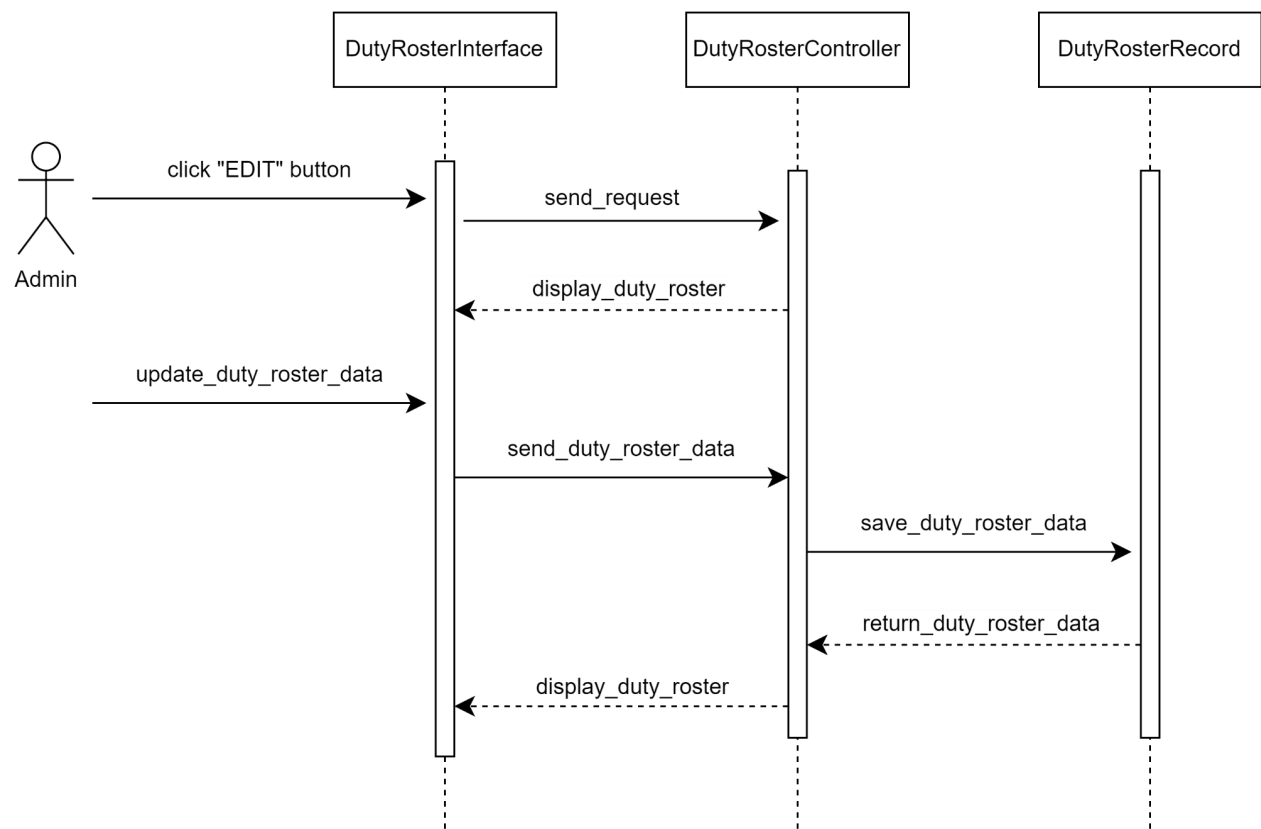 DutyRosterInterface
DutyRosterController
DutyRosterRecord
click "EDIT" button
send_request
Admin
display_duty_roster
update_duty_roster_data
send_duty_roster_data
save_duty_roster_data
return_duty_roster_data
display_duty_roster